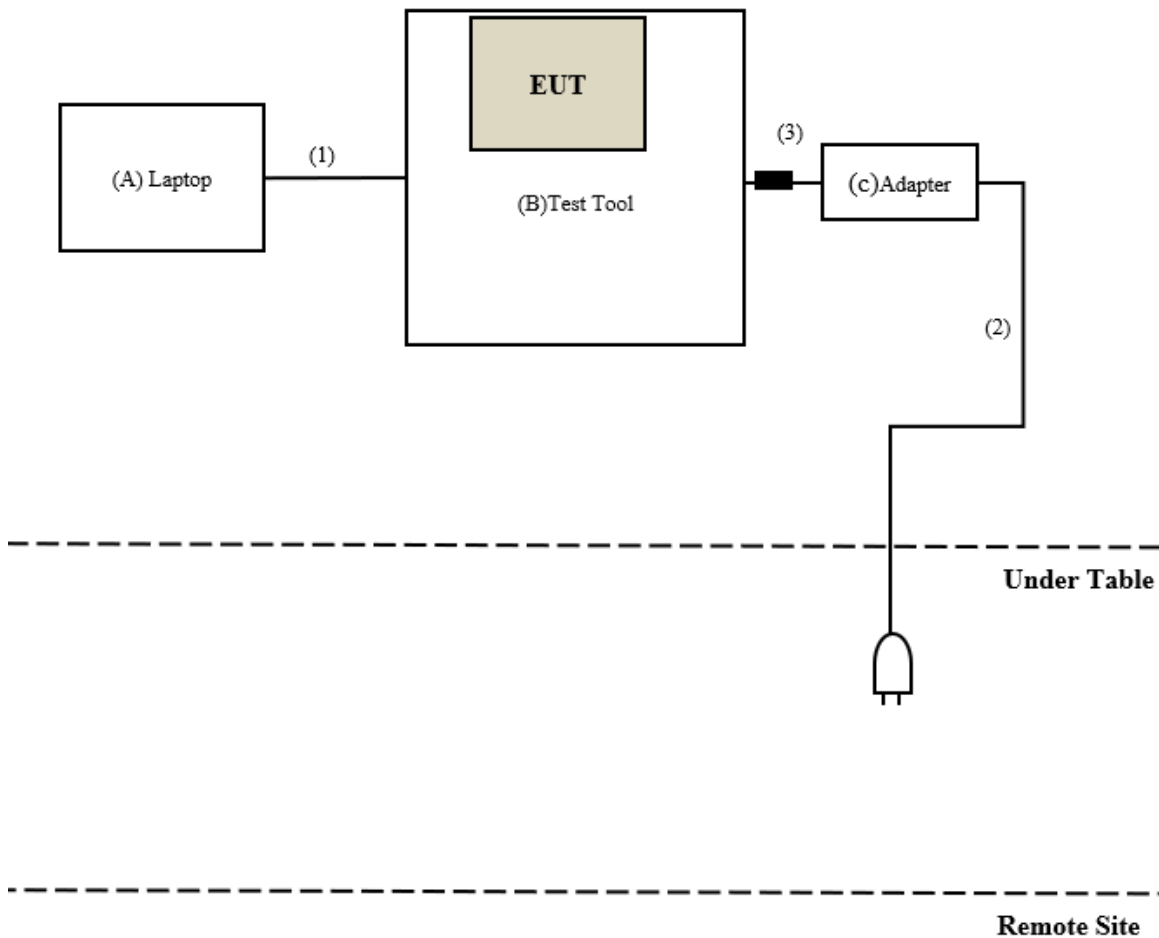 EUT
(3)
(1)
(A) Laptop
(c)Adapter
(B)Test Tool
(2)
Under Table
Remote Site